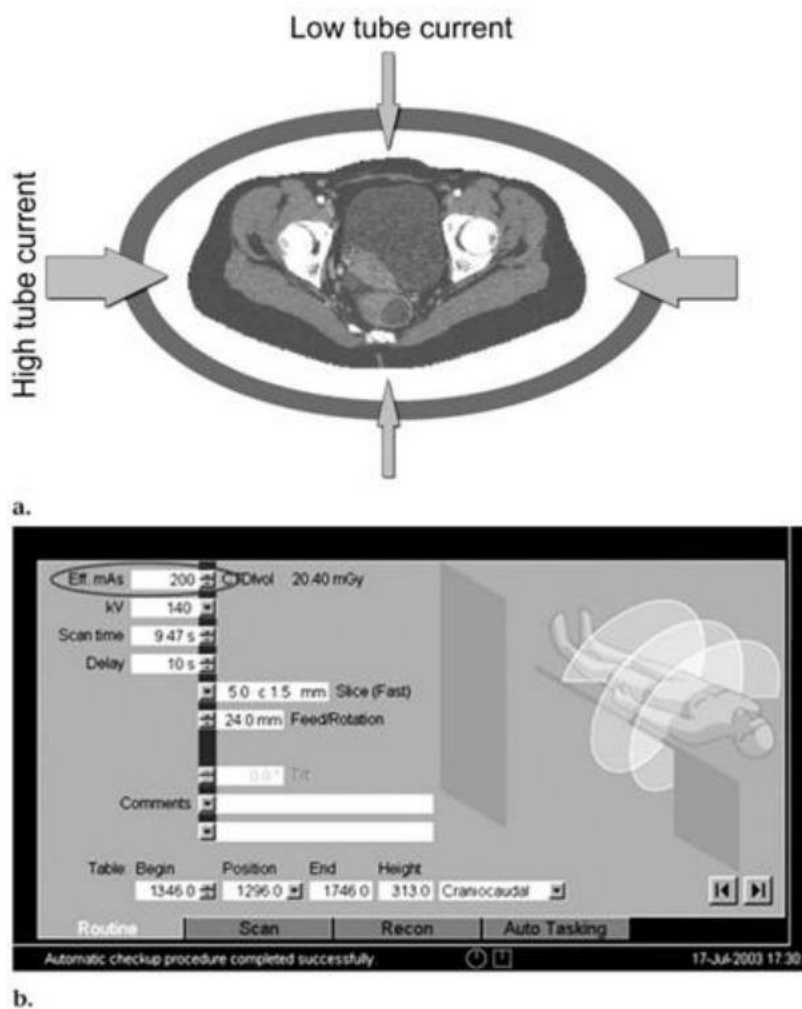 Low tube current
High tube current
a.
Eff. mAs 200 CTDIvol 20.40 mGy
kV 140
Scan time 9.47 s
Delay 10 s
5.0 c 1.5 mm Slice (Fast)
24.0 mm Feed/Rotation
0.0° Tilt
Comments
Table: Begin Position End Height
1346.0 1296.0 1746.0 313.0 Craniocaudal
Routine Scan Recon Auto Tasking
Automatic checkup procedure completed successfully 17-Jul-2003 17:30
b.